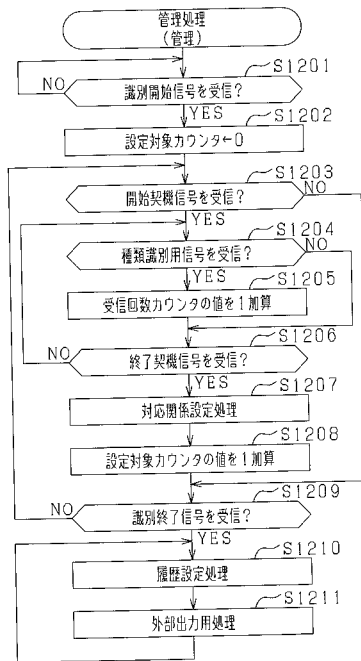 管理処理
(管理)
S1201
NO
識別開始信号を受信?
YES
S1202
設定対象カウンタ←0
S1203
開始契機信号を受信?
NO
YES
S1204
種類識別用信号を受信?
NO
YES
S1205
受信回数カウンタの値を1加算
S1206
NO
終了契機信号を受信?
YES
S1207
対応関係設定処理
S1208
設定対象カウンタの値を1加算
S1209
NO
識別終了信号を受信?
YES
S1210
履歴設定処理
S1211
外部出力用処理